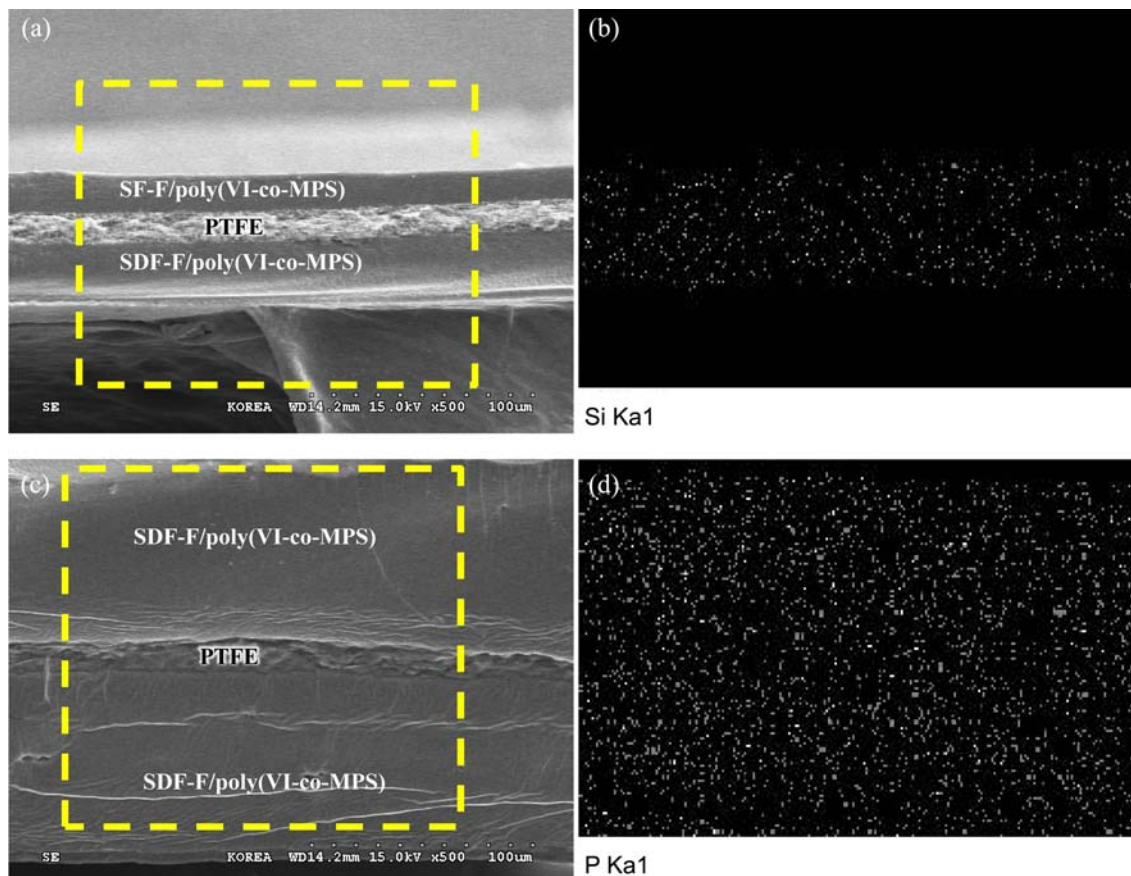 (a)
(b)
SF-F/poly(VI-co-MPS)
PTFE
SDF-F/poly(VI-co-MPS)
SE KOREA WD14.2mm 15.0kV x500 100um
Si Ka1
(c)
(d)
SDF-F/poly(VI-co-MPS)
PTFE
SDF-F/poly(VI-co-MPS)
SE KOREA WD14.2mm 15.0kV x500 100um
P Ka1